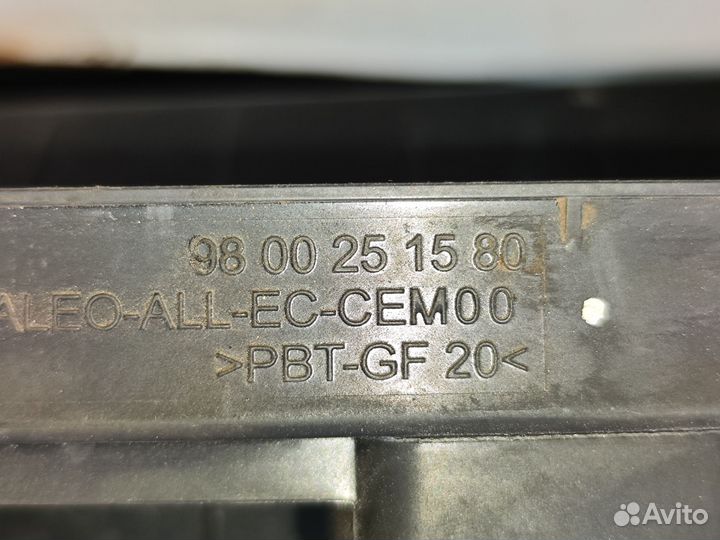 98 00 25 15 80
ALEO-ALL-EC-CEM00
>PBT-GF 20<
Avito